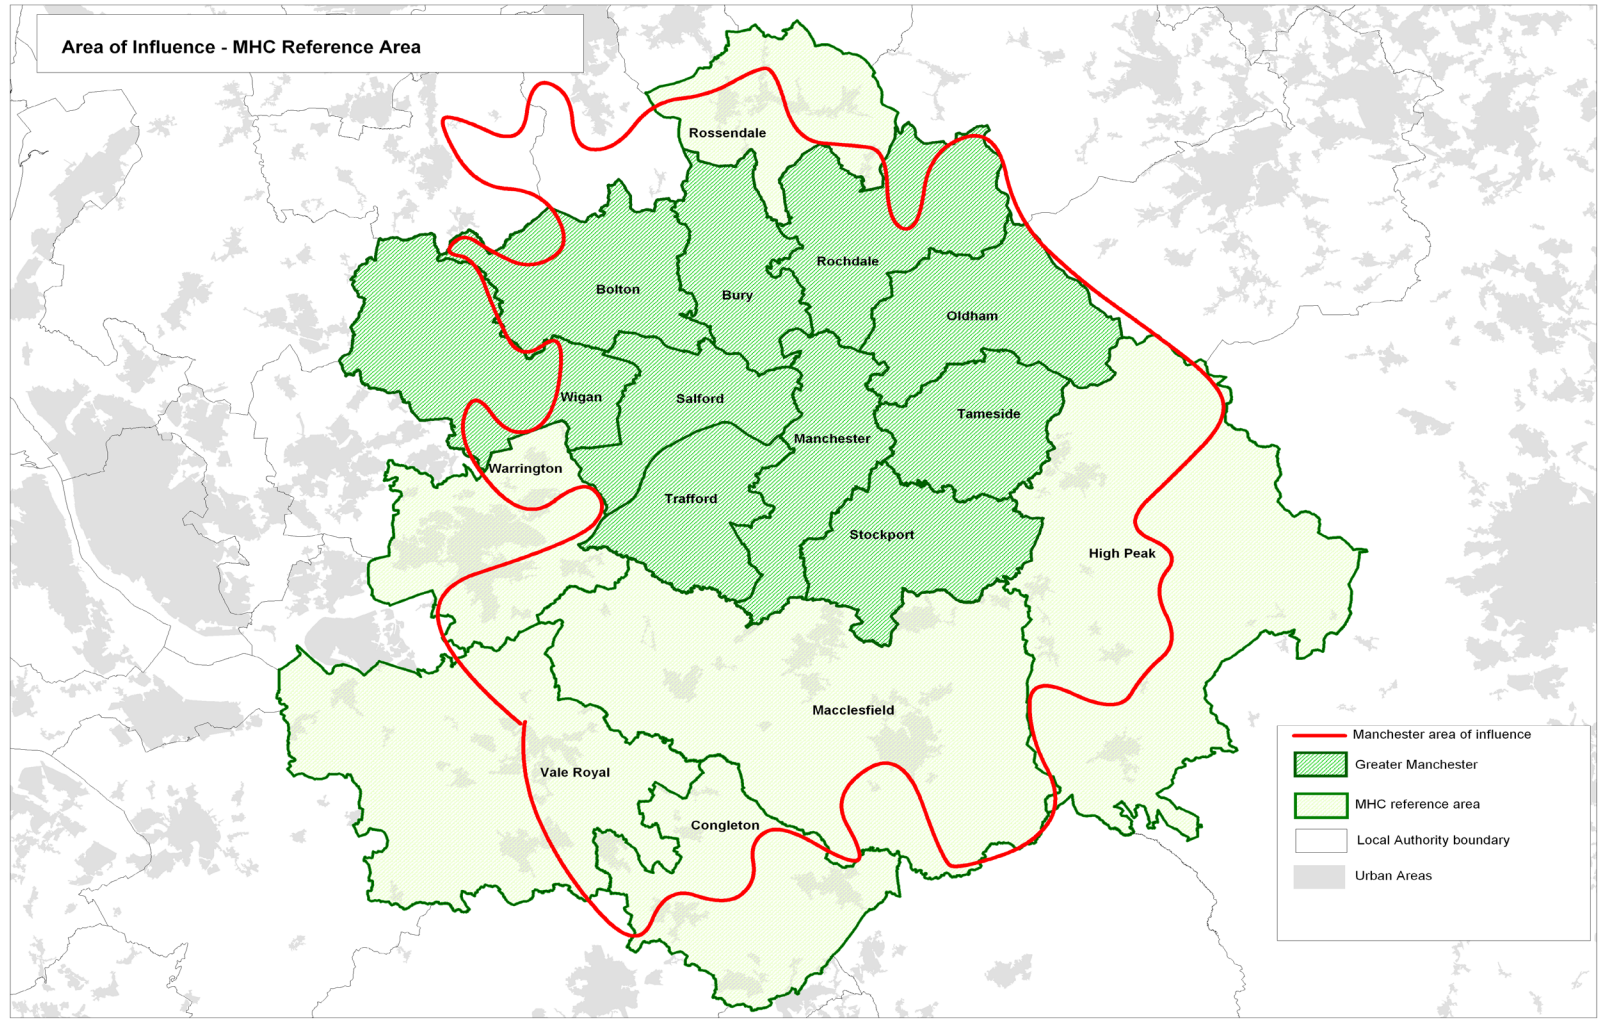 Area of Influence - MHC Reference Area
Rossendale
Rochdale
Bolton
Bury
Oldham
Wigan
Salford
Tameside
Manchester
Warrington
Trafford
Stockport
High Peak
Macclesfield
Vale Royal
Congleton
Manchester area of influence
Greater Manchester
MHC reference area
Local Authority boundary
Urban Areas